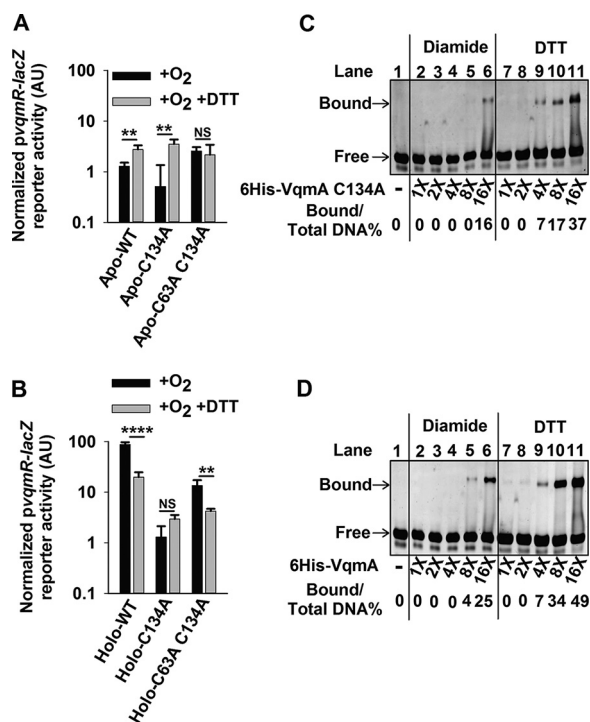 A
+O2
+O2 +DTT
Normalized pvqmR-lacZ
reporter activity (AU)
100
10
1
0.1
**
**
NS
Apo-WT
Apo-C134A
Apo-C63A C134A
B
+O2
+O2 +DTT
Normalized pvqmR-lacZ
reporter activity (AU)
100
10
1
0.1
****
NS
**
Holo-WT
Holo-C134A
Holo-C63A C134A
C
Diamide DTT
Lane 1 2 3 4 5 6 7 8 9 10 11
Bound
Free
6His-VqmA C134A - 1X 2X 4X 8X 16X 1X 2X 4X 8X 16X
Bound/
Total DNA% 0 0 0 0 0 16 0 0 7 17 37
D
Diamide DTT
Lane 1 2 3 4 5 6 7 8 9 10 11
Bound
Free
6His-VqmA - 1X 2X 4X 8X 16X 1X 2X 4X 8X 16X
Bound/
Total DNA% 0 0 0 0 4 25 0 0 7 34 49